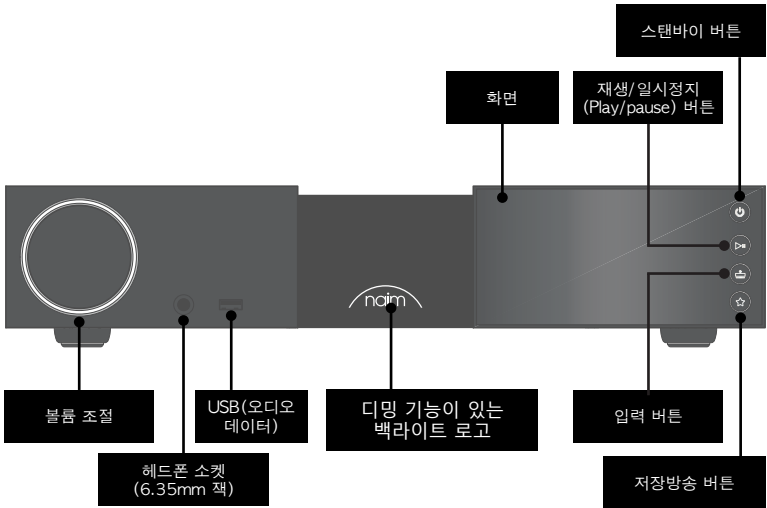 스탠바이 버튼
화면
재생/일시정지
(Play/pause) 버튼
naim
볼륨 조절
USB(오디오
데이터)
디밍 기능이 있는
백라이트 로고
입력 버튼
헤드폰 소켓
(6.35mm 잭)
저장방송 버튼